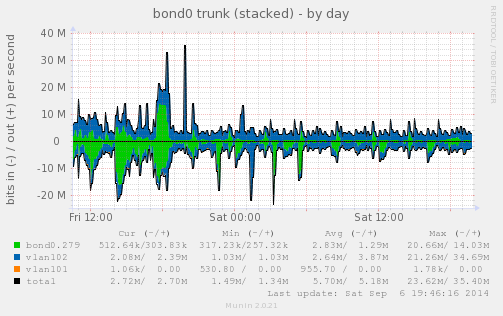 bond0 trunk (stacked) - by day
RRDTOOL / TOBI OETIKER
bits in (-) / out (+) per second
40 M
30 M
20 M
10 M
0
-10 M
-20 M
Fri 12:00 Sat 00:00 Sat 12:00
Cur (-/+) Min (-/+) Avg (-/+) Max (-/+)
bond0.279 512.64k/303.83k 317.23k/257.32k 2.83M/ 1.29M 20.66M/ 14.03M
vlan102 2.08M/ 2.39M 1.03M/ 1.03M 2.64M/ 3.87M 21.26M/ 34.69M
vlan101 1.06k/ 0.00 530.80 / 0.00 955.70 / 0.00 1.78k/ 0.00
total 2.72M/ 2.70M 1.49M/ 1.34M 5.70M/ 5.18M 23.62M/ 35.40M
Last update: Sat Sep 6 19:46:16 2014
Munin 2.0.21